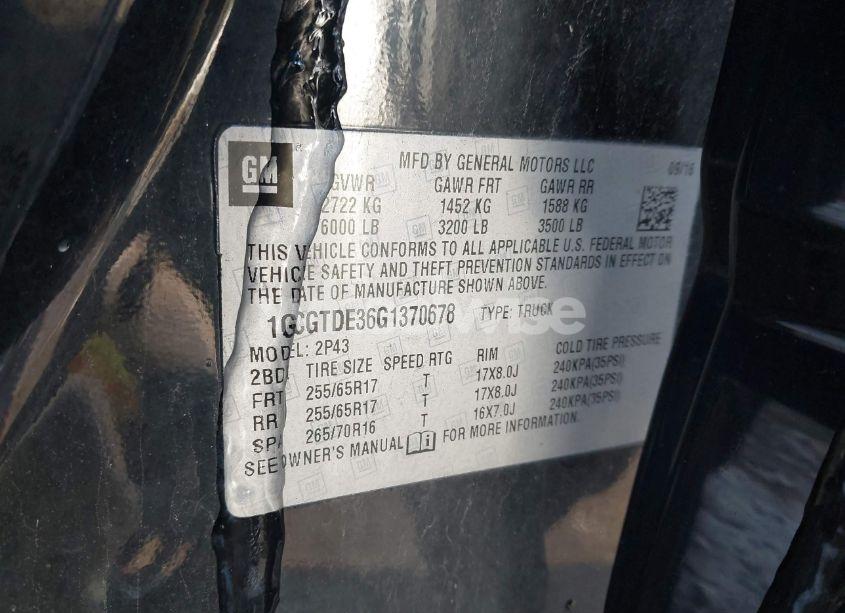 GM
MFD BY GENERAL MOTORS LLC 09/16
GVWR GAWR FRT GAWR RR
2722 KG 1452 KG 1588 KG
6000 LB 3200 LB 3500 LB
THIS VEHICLE CONFORMS TO ALL APPLICABLE U.S. FEDERAL MOTOR
VEHICLE SAFETY AND THEFT PREVENTION STANDARDS IN EFFECT ON
THE DATE OF MANUFACTURE SHOWN ABOVE.
1GCGTDE36G1370678 TYPE: TRUCK
MODEL: 2P43
2BD TIRE SIZE SPEED RTG RIM COLD TIRE PRESSURE
FRT 255/65R17 T 17X8.0J 240KPA(35PSI)
RR 255/65R17 T 17X8.0J 240KPA(35PSI)
SP 265/70R16 T 16X7.0J 240KPA(35PSI)
SEE OWNER'S MANUAL FOR MORE INFORMATION.